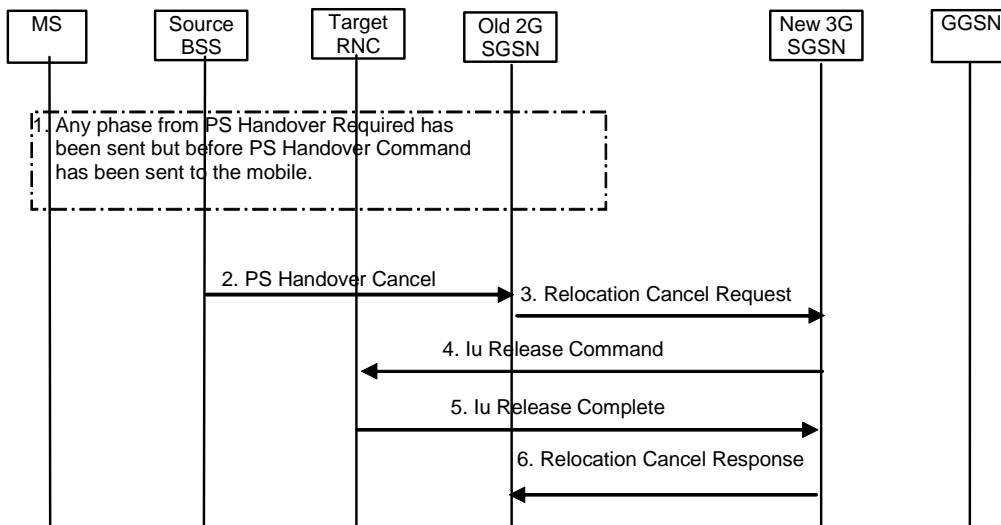 MS
Source
BSS
Target
RNC
Old 2G
SGSN
New 3G
SGSN
GGSN
1. Any phase from PS Handover Required has
been sent but before PS Handover Command
has been sent to the mobile.
2. PS Handover Cancel
3. Relocation Cancel Request
4. Iu Release Command
5. Iu Release Complete
6. Relocation Cancel Response